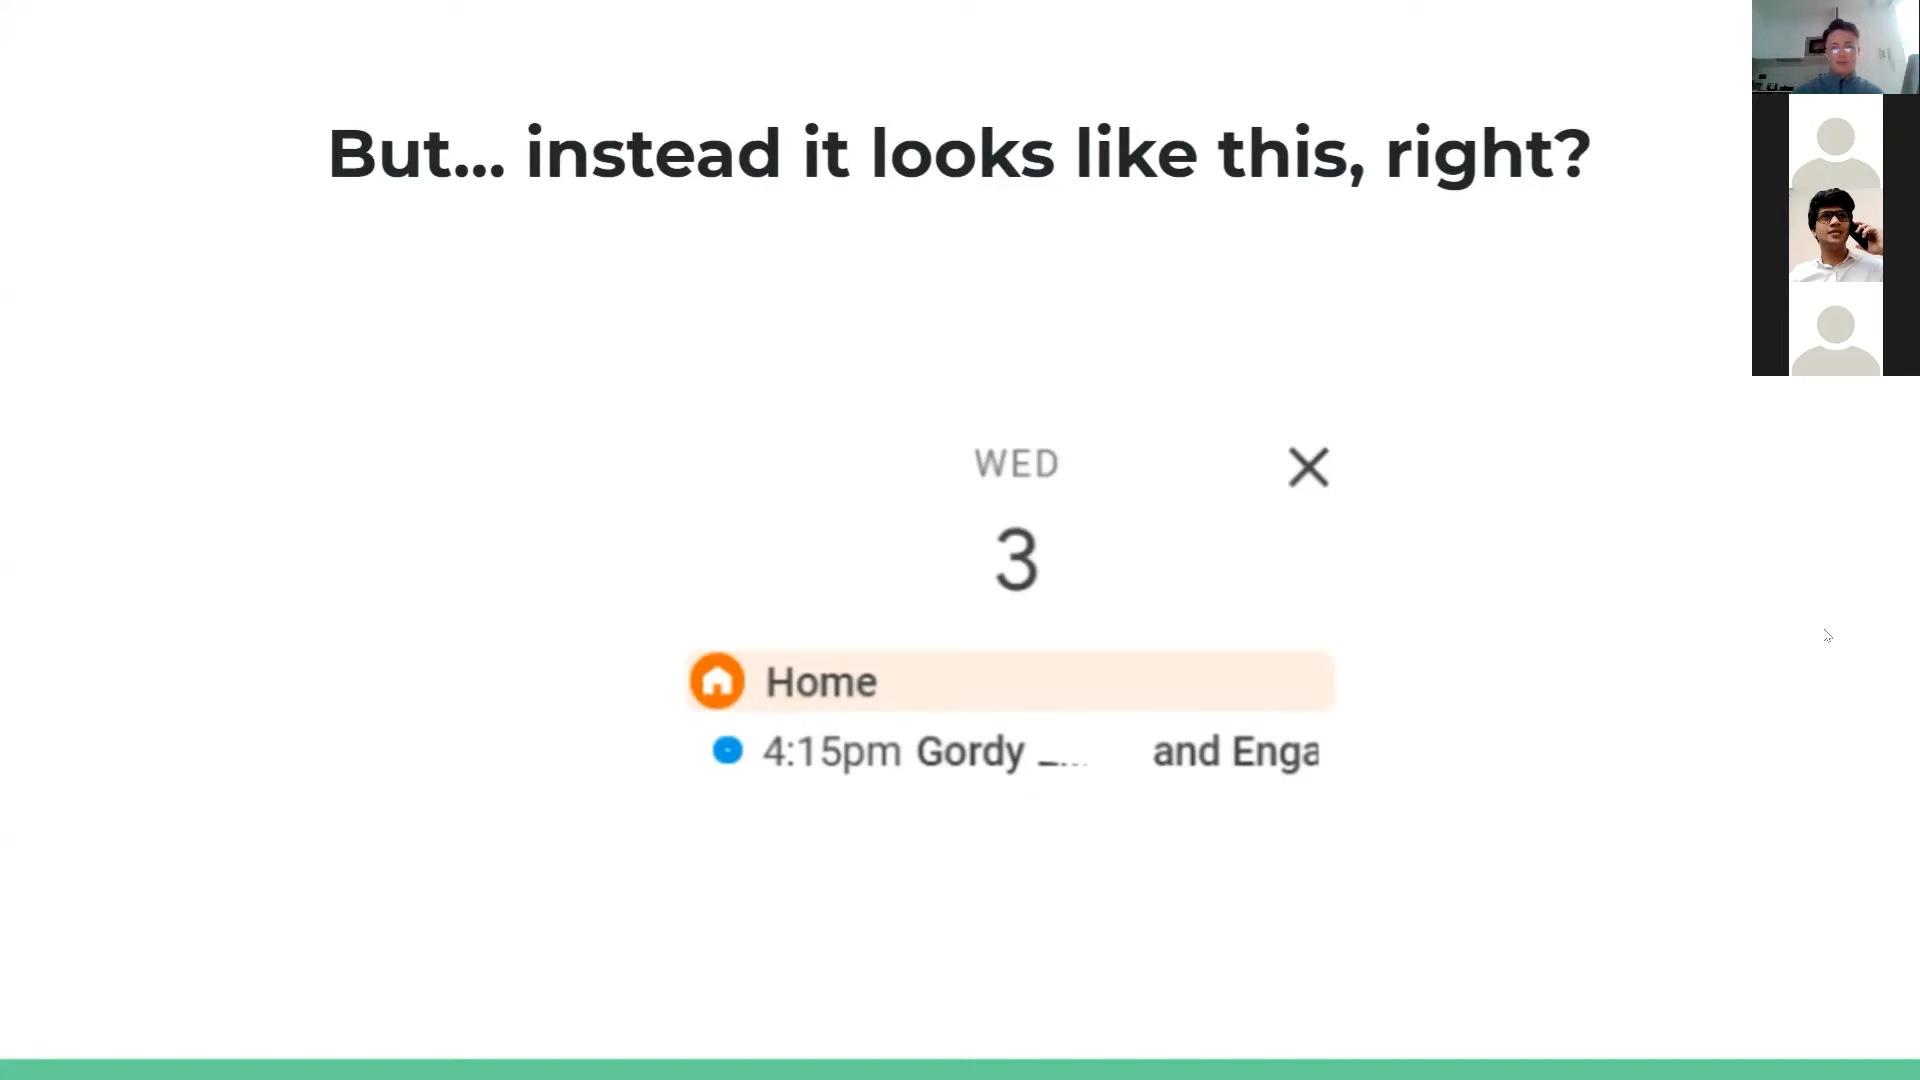 But... instead it looks like this, right?
WED
3
Home
4:15pm Gordy and Enga